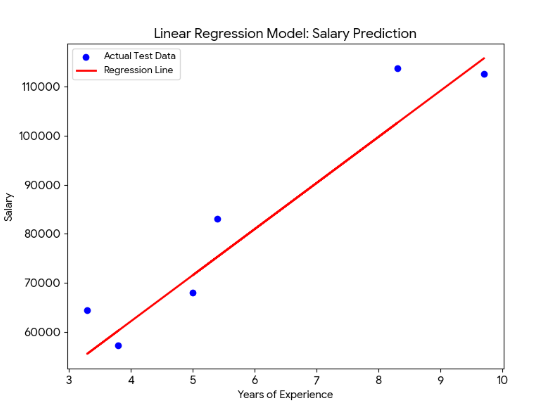 Linear Regression Model: Salary Prediction
Actual Test Data
Regression Line
110000
100000
90000
80000
70000
60000
Salary
3 4 5 6 7 8 9 10
Years of Experience